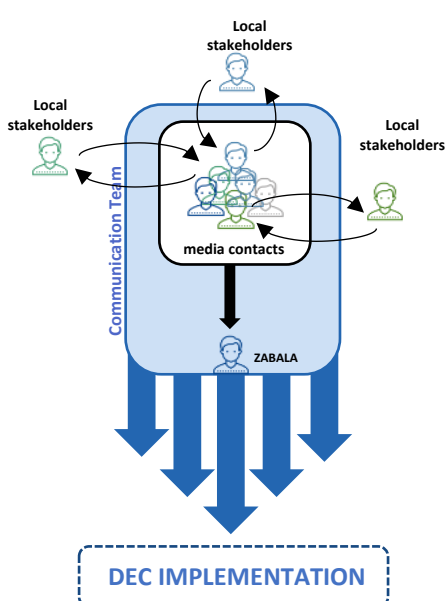 Local
stakeholders
Local
stakeholders
Local
stakeholders
Communication Team
media contacts
ZABALA
DEC IMPLEMENTATION